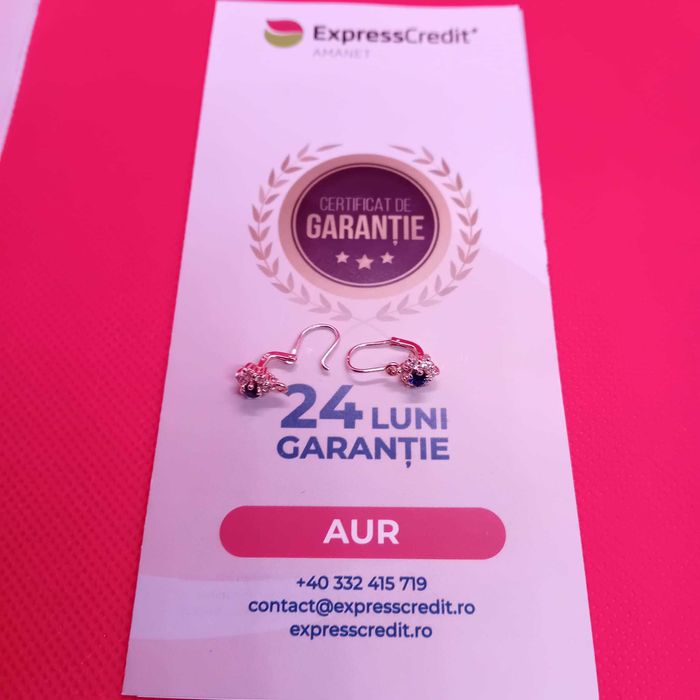 ExpressCredit
AMANET
CERTIFICAT DE
GARANȚIE
24 LUNI
GARANȚIE
AUR
+40 332 415 719
contact@expresscredit.ro
expresscredit.ro